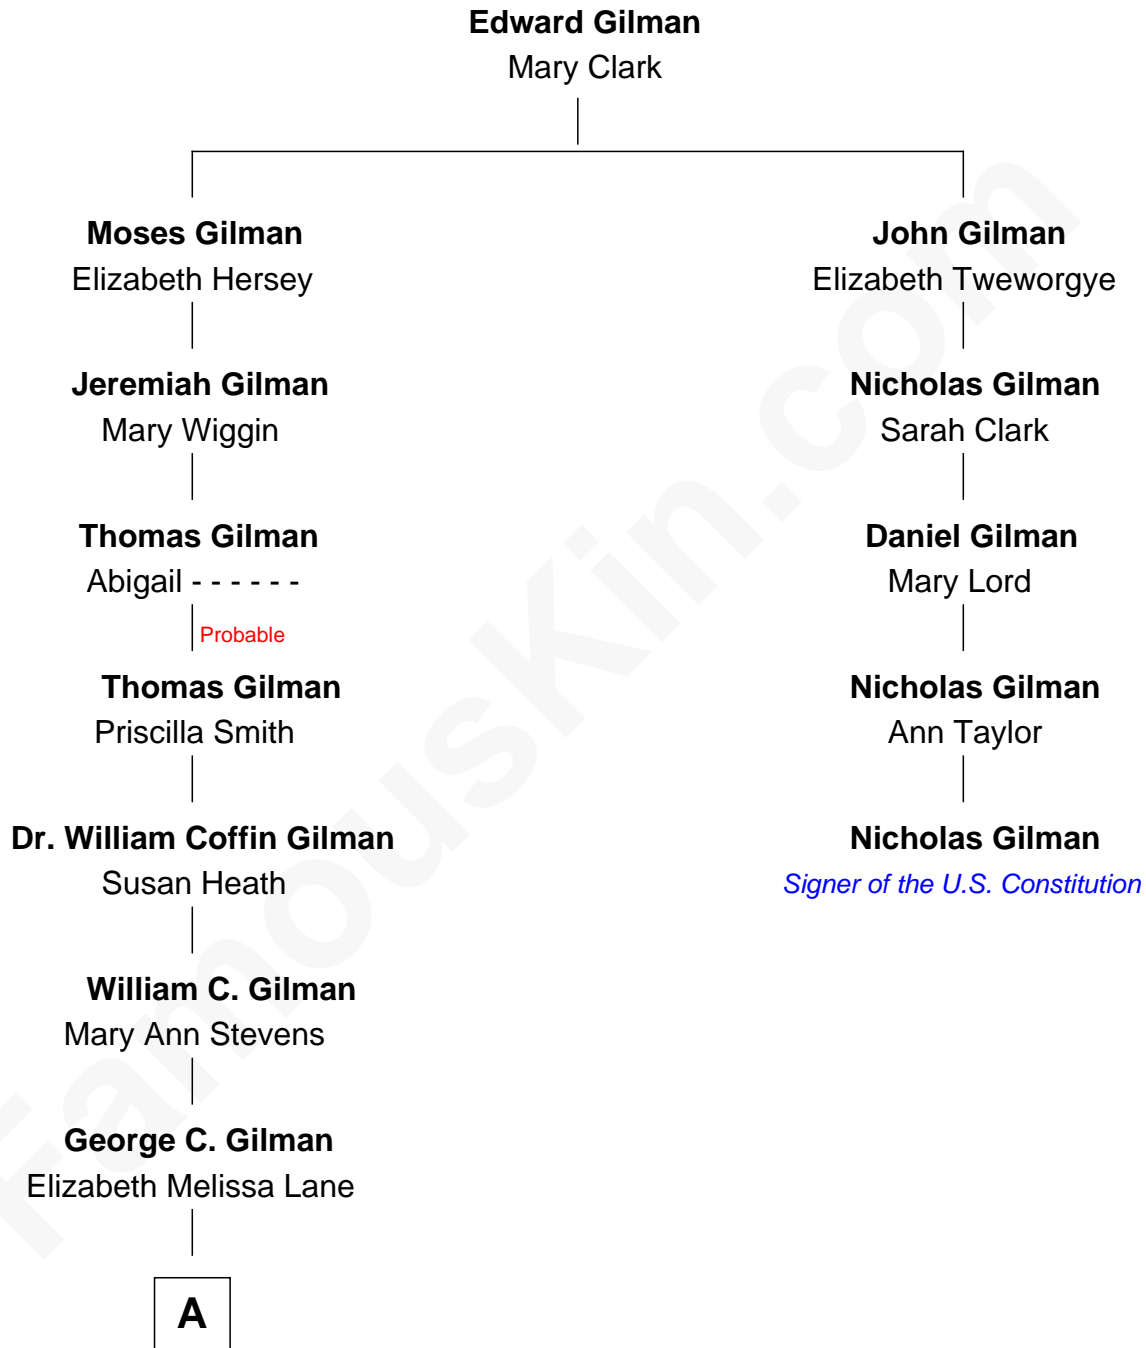 Edward Gilman
Mary Clark
Moses Gilman
Elizabeth Hersey
John Gilman
Elizabeth Tweworgye
Jeremiah Gilman
Mary Wiggin
Nicholas Gilman
Sarah Clark
Thomas Gilman
Abigail - - - - - -
Daniel Gilman
Mary Lord
Probable
Thomas Gilman
Priscilla Smith
Nicholas Gilman
Ann Taylor
Dr. William Coffin Gilman
Susan Heath
Nicholas Gilman
Signer of the U.S. Constitution
William C. Gilman
Mary Ann Stevens
George C. Gilman
Elizabeth Melissa Lane
A
FamousKin.com